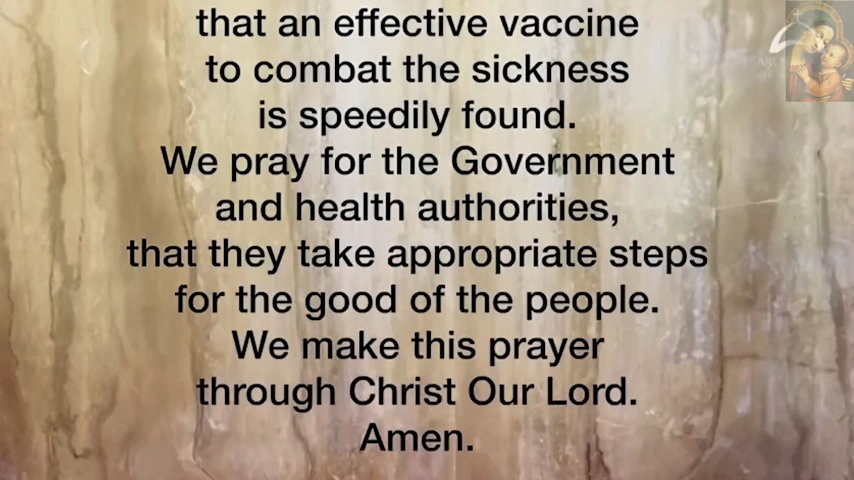 that an effective vaccine
to combat the sickness
is speedily found.
We pray for the Government
and health authorities,
that they take appropriate steps
for the good of the people.
We make this prayer
through Christ Our Lord.
Amen.